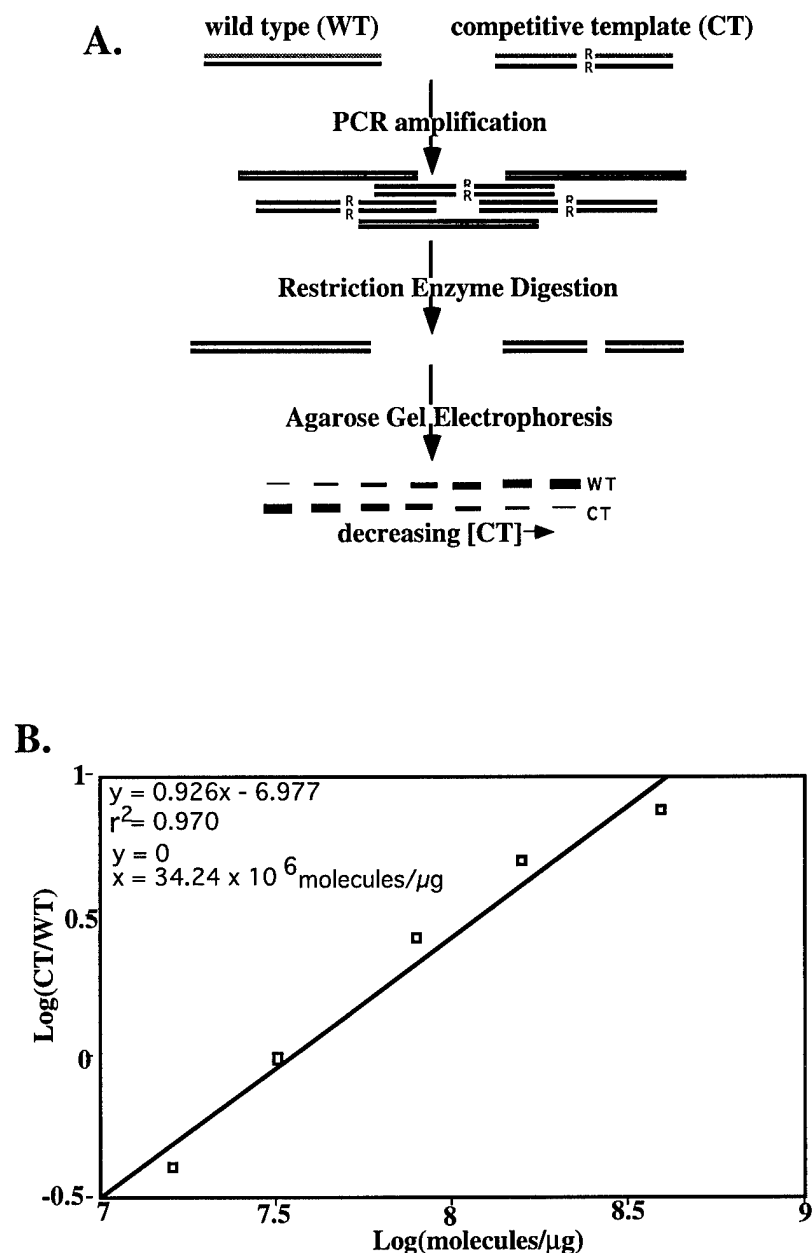 A.
wild type (WT)
competitive template (CT)
R
R
PCR amplification
R
R
R
R
R
R
Restriction Enzyme Digestion
Agarose Gel Electrophoresis
WT
CT
decreasing [CT]→
B.
y = 0.926x - 6.977
r²= 0.970
y = 0
x = 34.24 x 10⁶ molecules/µg
1
0.5
0
-0.5
Log(CT/WT)
7
7.5
8
8.5
9
Log(molecules/µg)